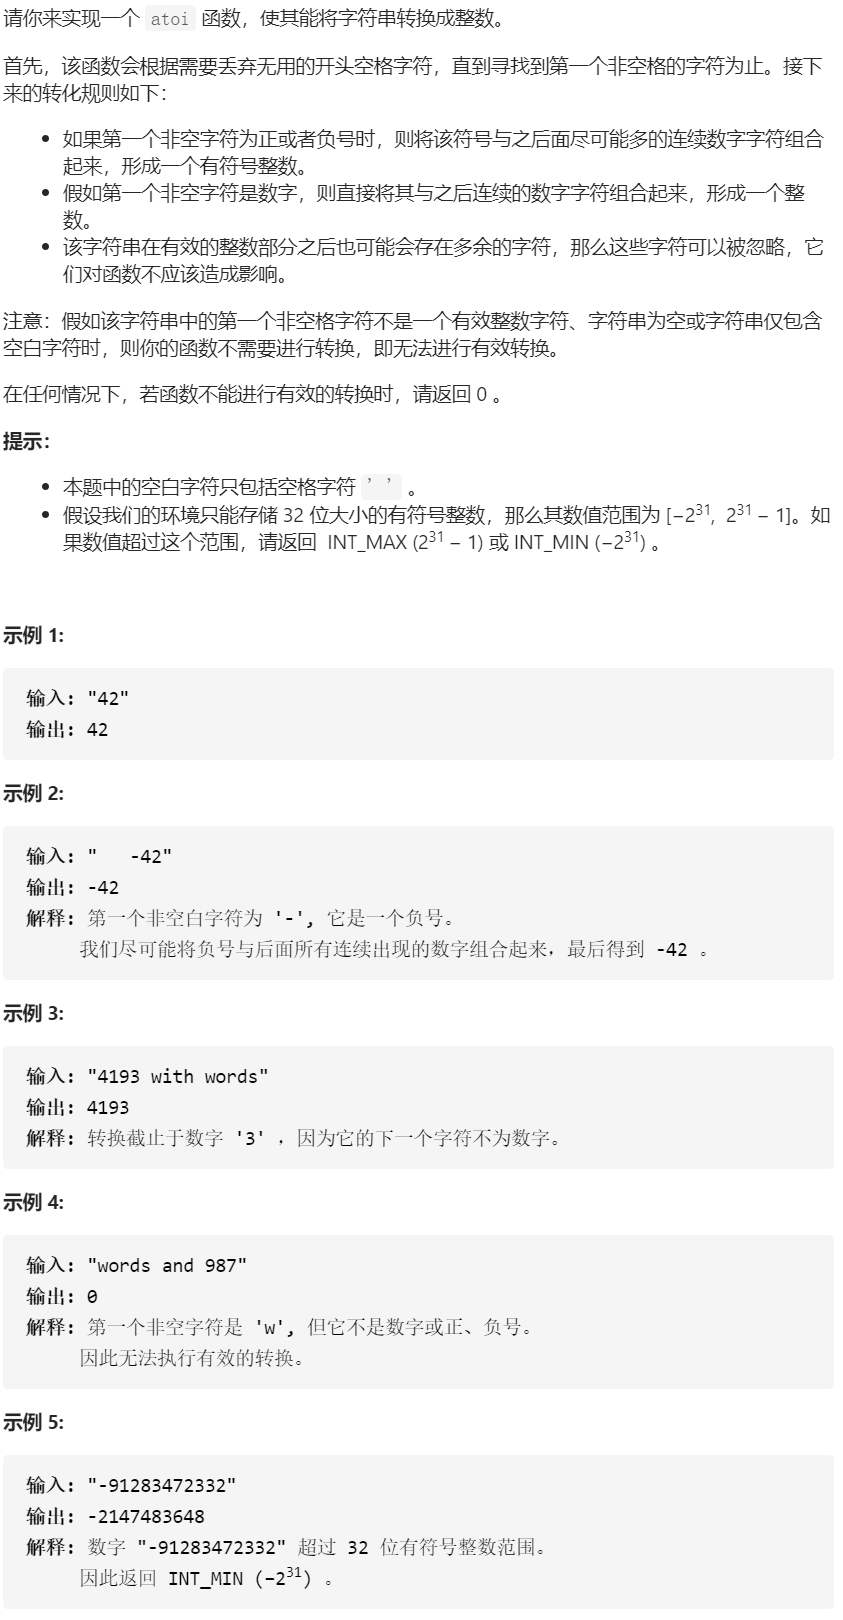 请你来实现一个 atoi 函数，使其能将字符串转换成整数。
首先，该函数会根据需要丢弃无用的开头空格字符，直到寻找到第一个非空格的字符为止。接下
来的转化规则如下：
• 如果第一个非空字符为正或者负号时，则将该符号与之后面尽可能多的连续数字字符组合
起来，形成一个有符号整数。
• 假如第一个非空字符是数字，则直接将其与之后连续的数字字符组合起来，形成一个整
数。
• 该字符串在有效的整数部分之后也可能会存在多余的字符，那么这些字符可以被忽略，它
们对函数不应该造成影响。
注意：假如该字符串中的第一个非空格字符不是一个有效整数字符、字符串为空或字符串仅包含
空白字符时，则你的函数不需要进行转换，即无法进行有效转换。
在任何情况下，若函数不能进行有效的转换时，请返回 0 。
提示：
• 本题中的空白字符只包括空格字符 ' ' 。
• 假设我们的环境只能存储 32 位大小的有符号整数，那么其数值范围为 [−2³¹, 2³¹ − 1]。如
果数值超过这个范围，请返回 INT_MAX (2³¹ − 1) 或 INT_MIN (−2³¹) 。
示例 1:
输入: "42"
输出: 42
示例 2:
输入: "   -42"
输出: -42
解释: 第一个非空白字符为 '-', 它是一个负号。
我们尽可能将负号与后面所有连续出现的数字组合起来，最后得到 -42 。
示例 3:
输入: "4193 with words"
输出: 4193
解释: 转换截止于数字 '3' ，因为它的下一个字符不为数字。
示例 4:
输入: "words and 987"
输出: 0
解释: 第一个非空字符是 'w', 但它不是数字或正、负号。
因此无法执行有效的转换。
示例 5:
输入: "-91283472332"
输出: -2147483648
解释: 数字 "-91283472332" 超过 32 位有符号整数范围。
因此返回 INT_MIN (−2³¹) 。